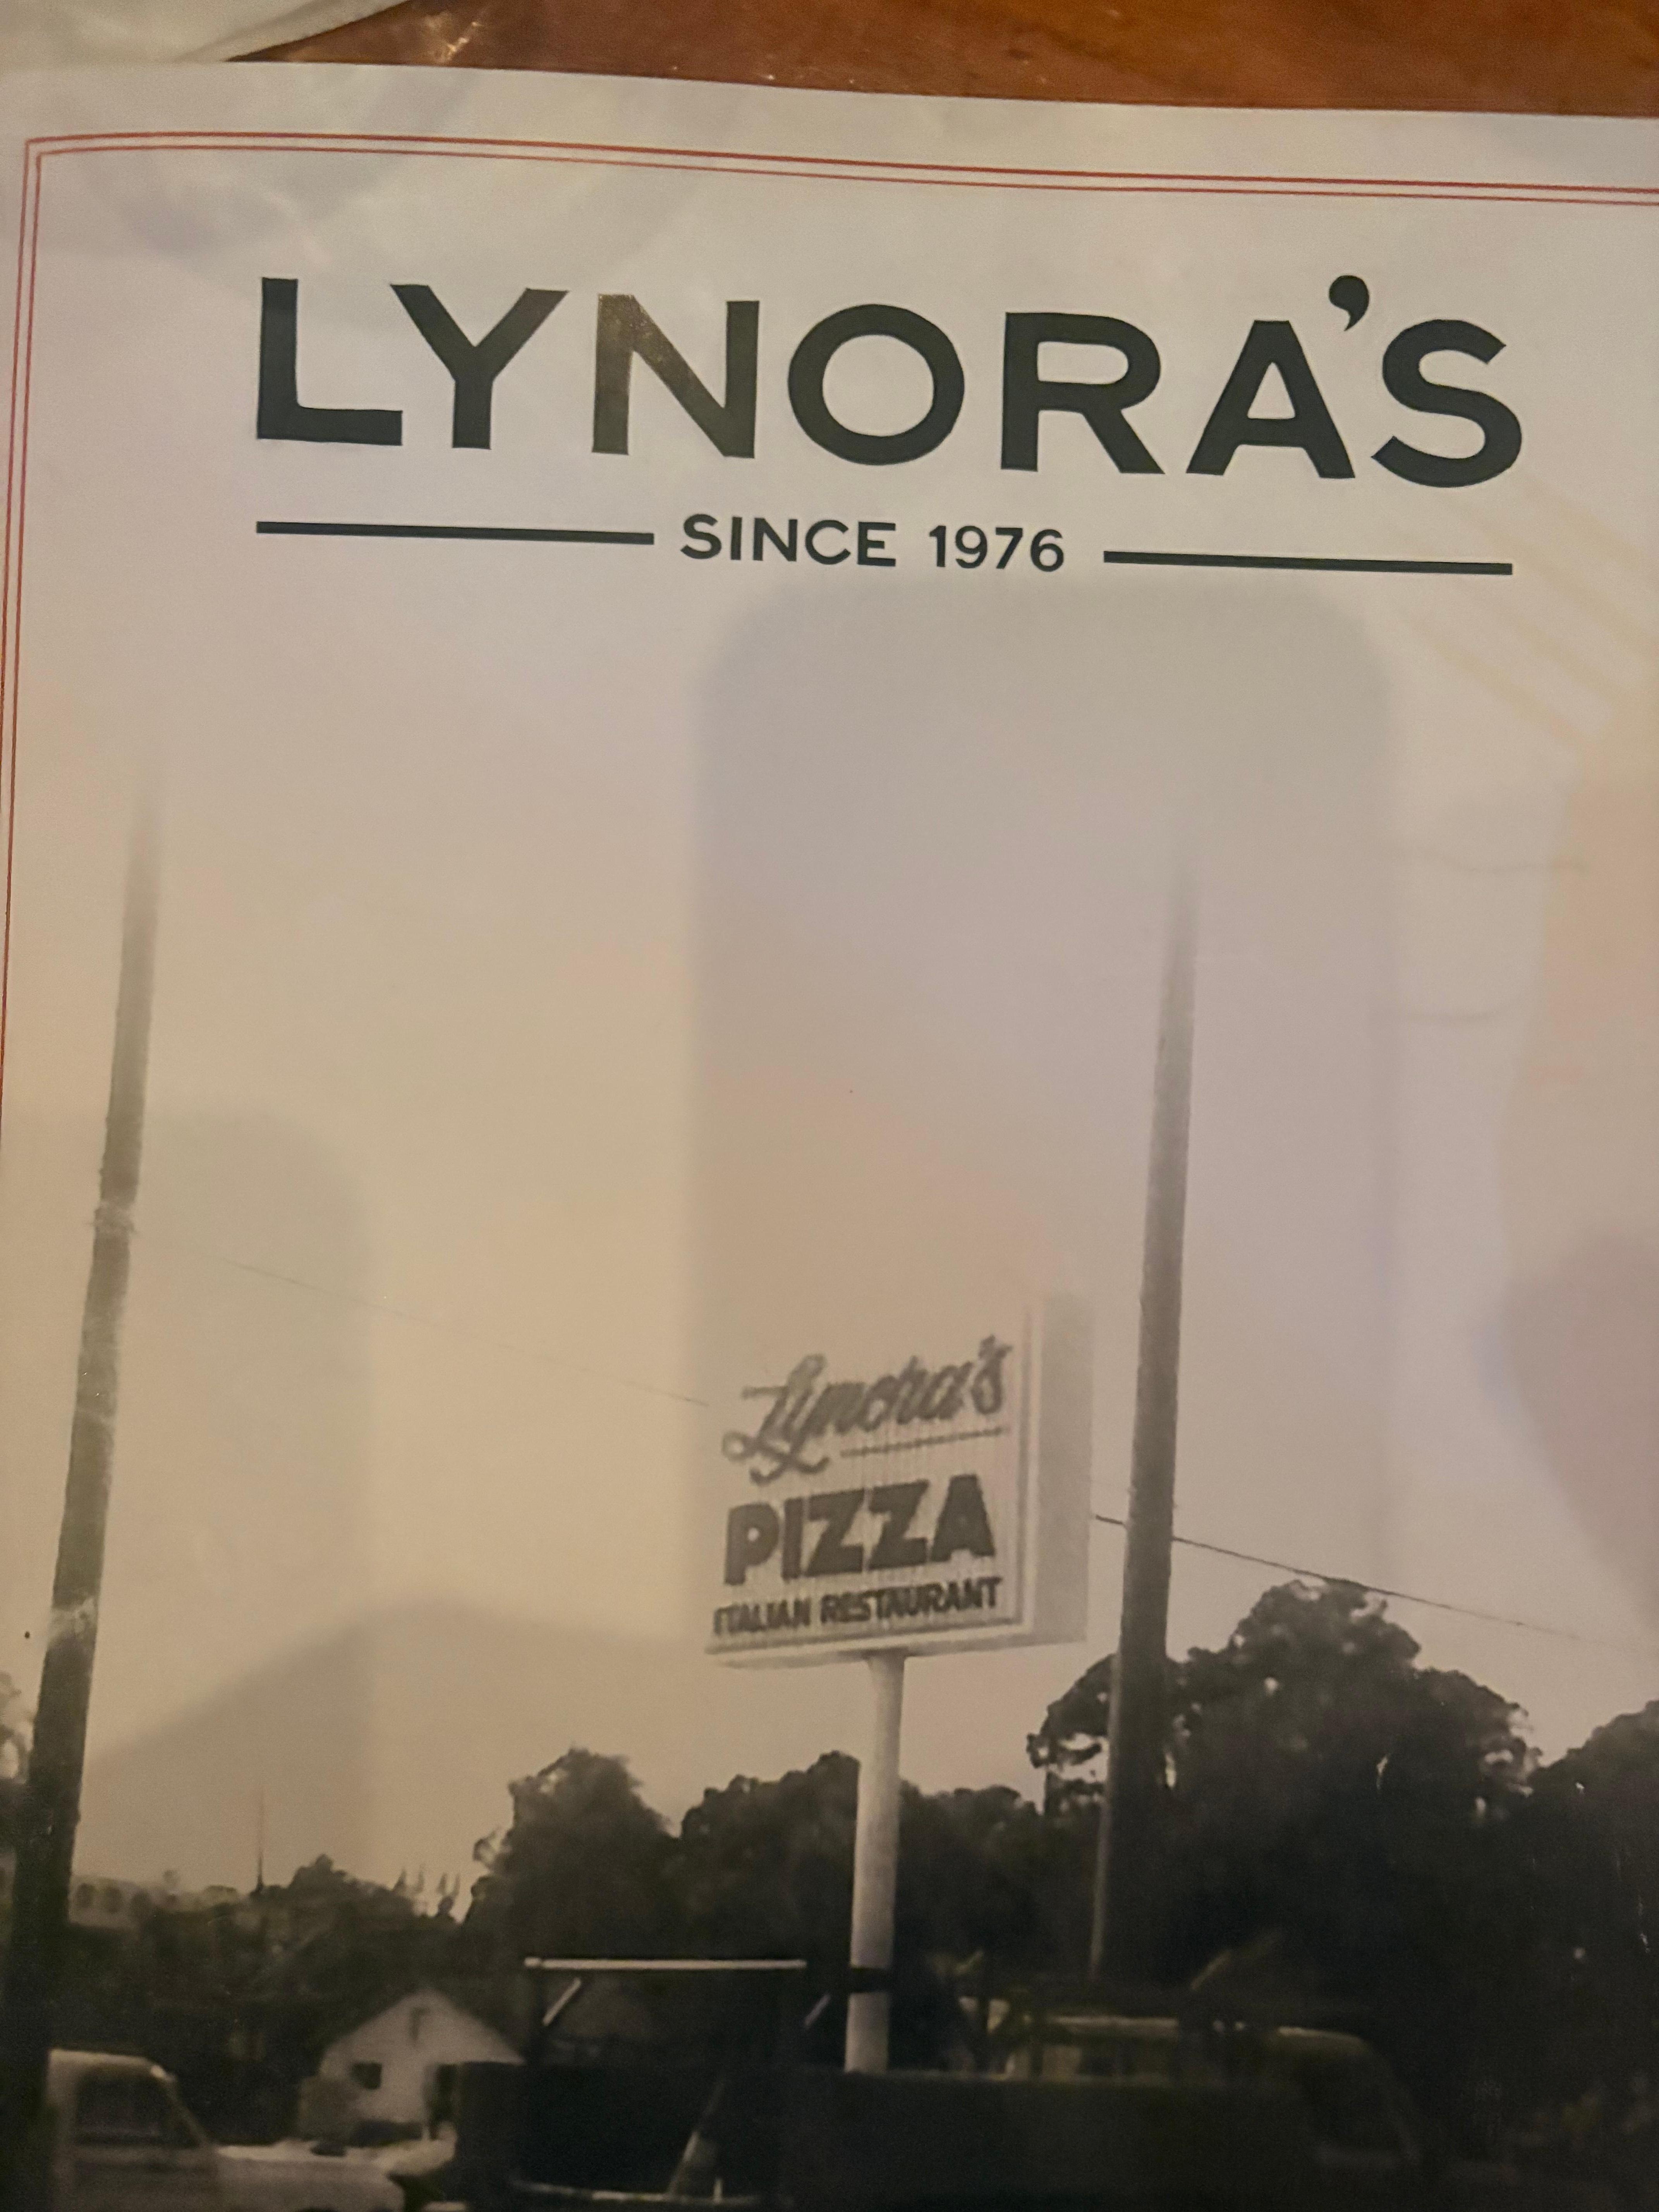 LYNORA'S
SINCE 1976
Lynora's
PIZZA
ITALIAN RESTAURANT